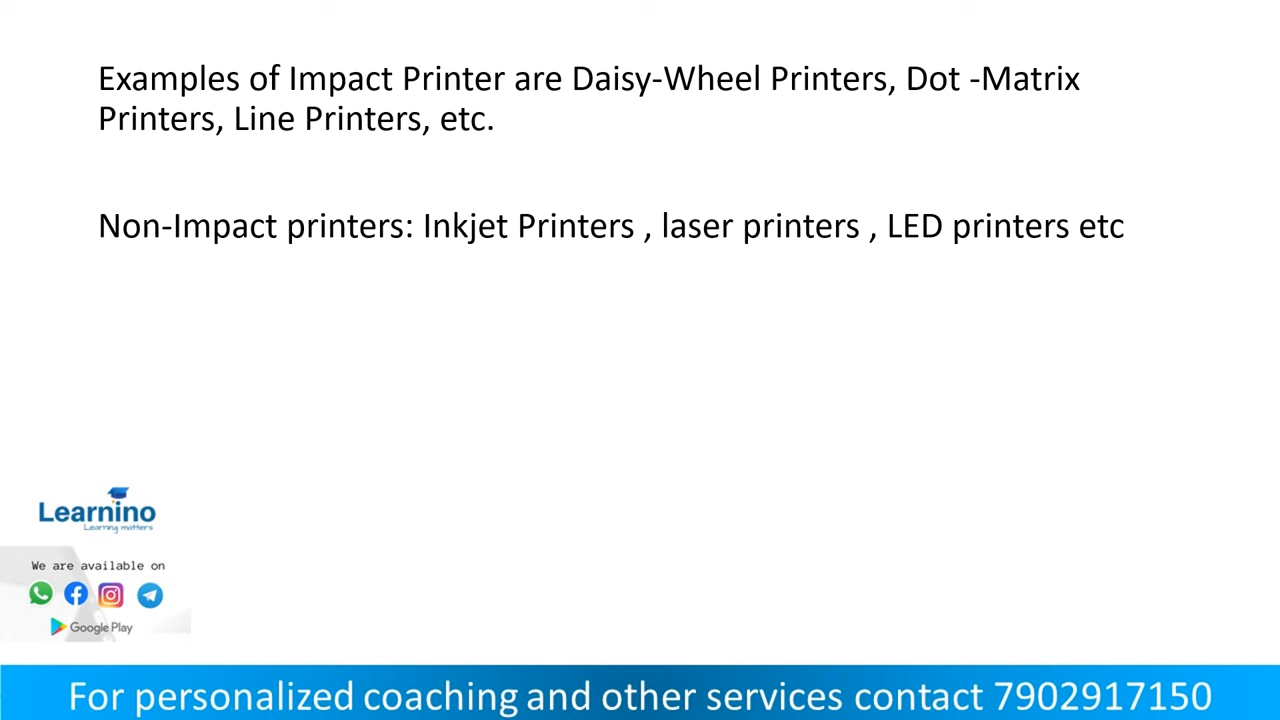 Examples of Impact Printer are Daisy-Wheel Printers, Dot -Matrix
Printers, Line Printers, etc.
Non-Impact printers: Inkjet Printers , laser printers , LED printers etc
Learnino
Learning matters
We are available on
Google Play
For personalized coaching and other services contact 7902917150